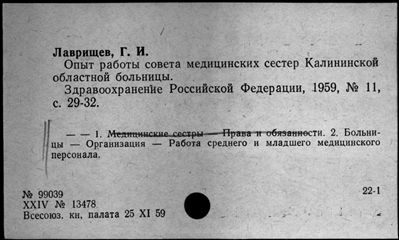 Лаврищев, Г. И.
Опыт работы совета медицинских сестер Калининской
областной больницы.
Здравоохранение Российской Федерации, 1959, № 11,
с. 29-32.
— — 1. Медицинские сестры — Права и обязанности. 2. Больни-
цы — Организация — Работа среднего и младшего медицинского
персонала.
№ 99039
22-1
XXIV № 13478
Всесоюз. кн. палата 25 XI 59